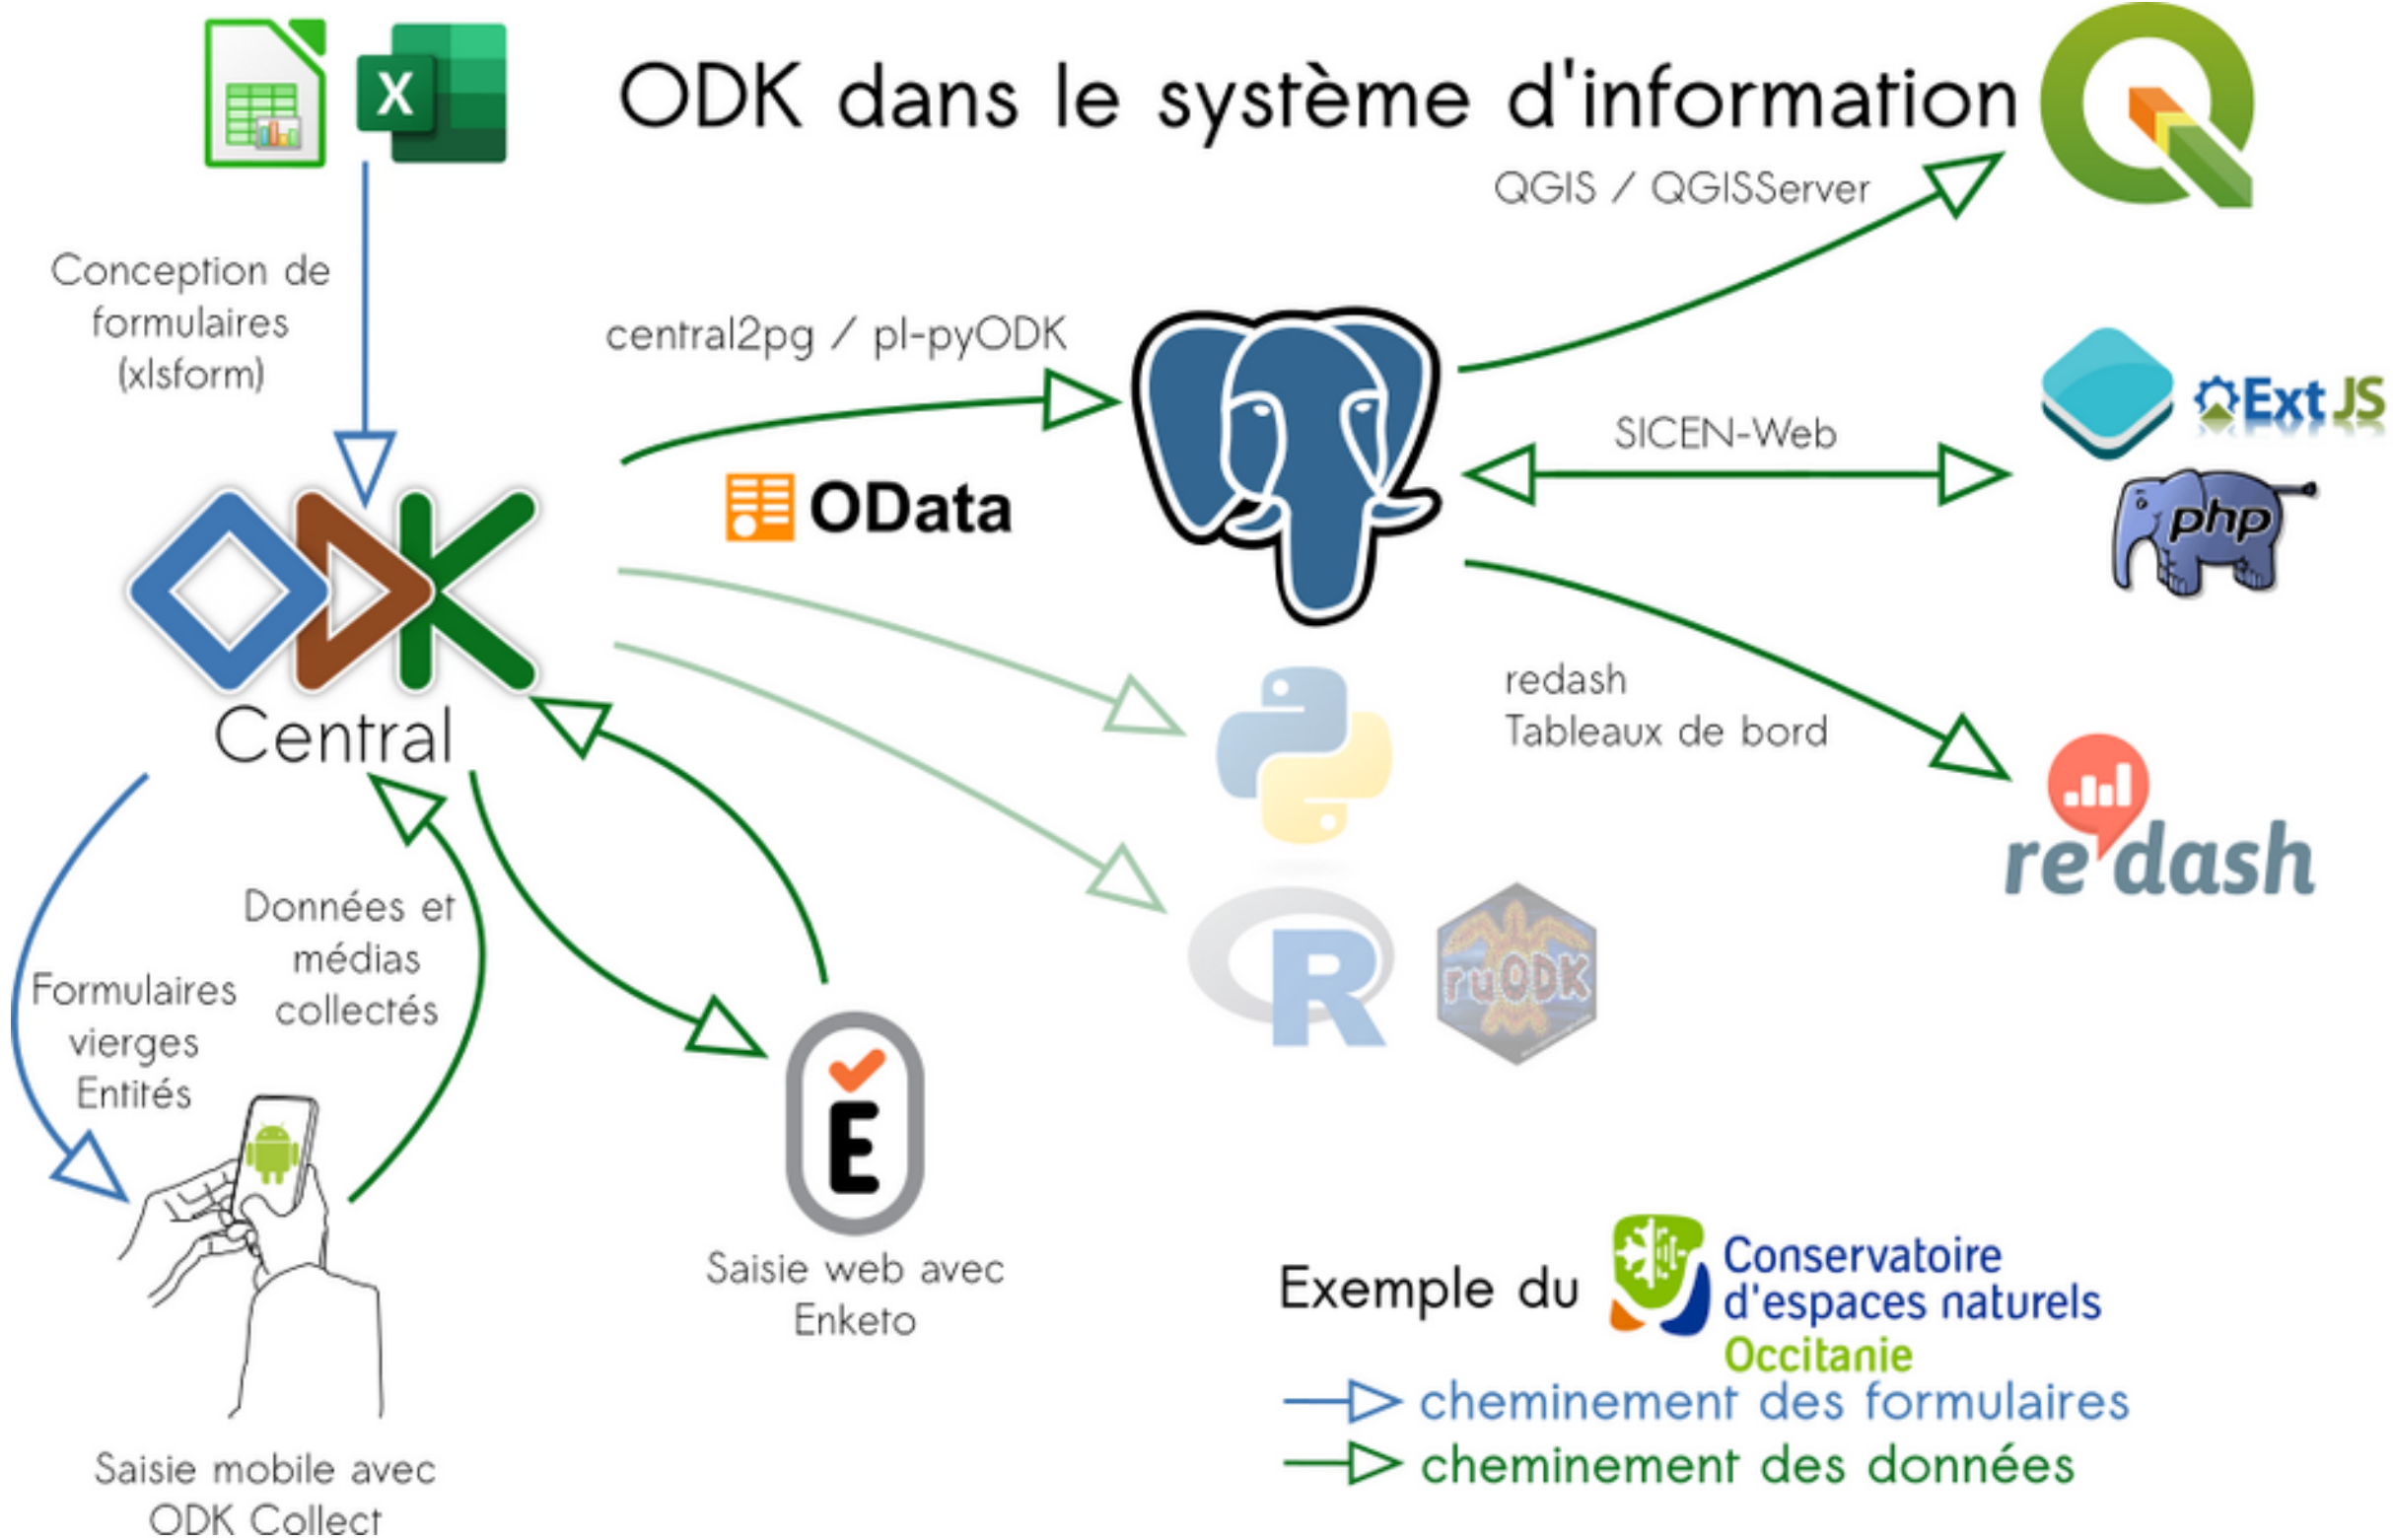 X
ODK dans le système d'information
QGIS / QGISServer
Conception de
formulaires
(xlsform)
central2pg / pl-pyODK
OData
SICEN-Web
Ext JS
php
Central
redash
Tableaux de bord
re dash
Données et
médias
collectés
Formulaires
vierges
Entités
R
ruODK
E
Saisie web avec
Enketo
Saisie mobile avec
ODK Collect
Exemple du
Conservatoire
d'espaces naturels
Occitanie
cheminement des formulaires
cheminement des données